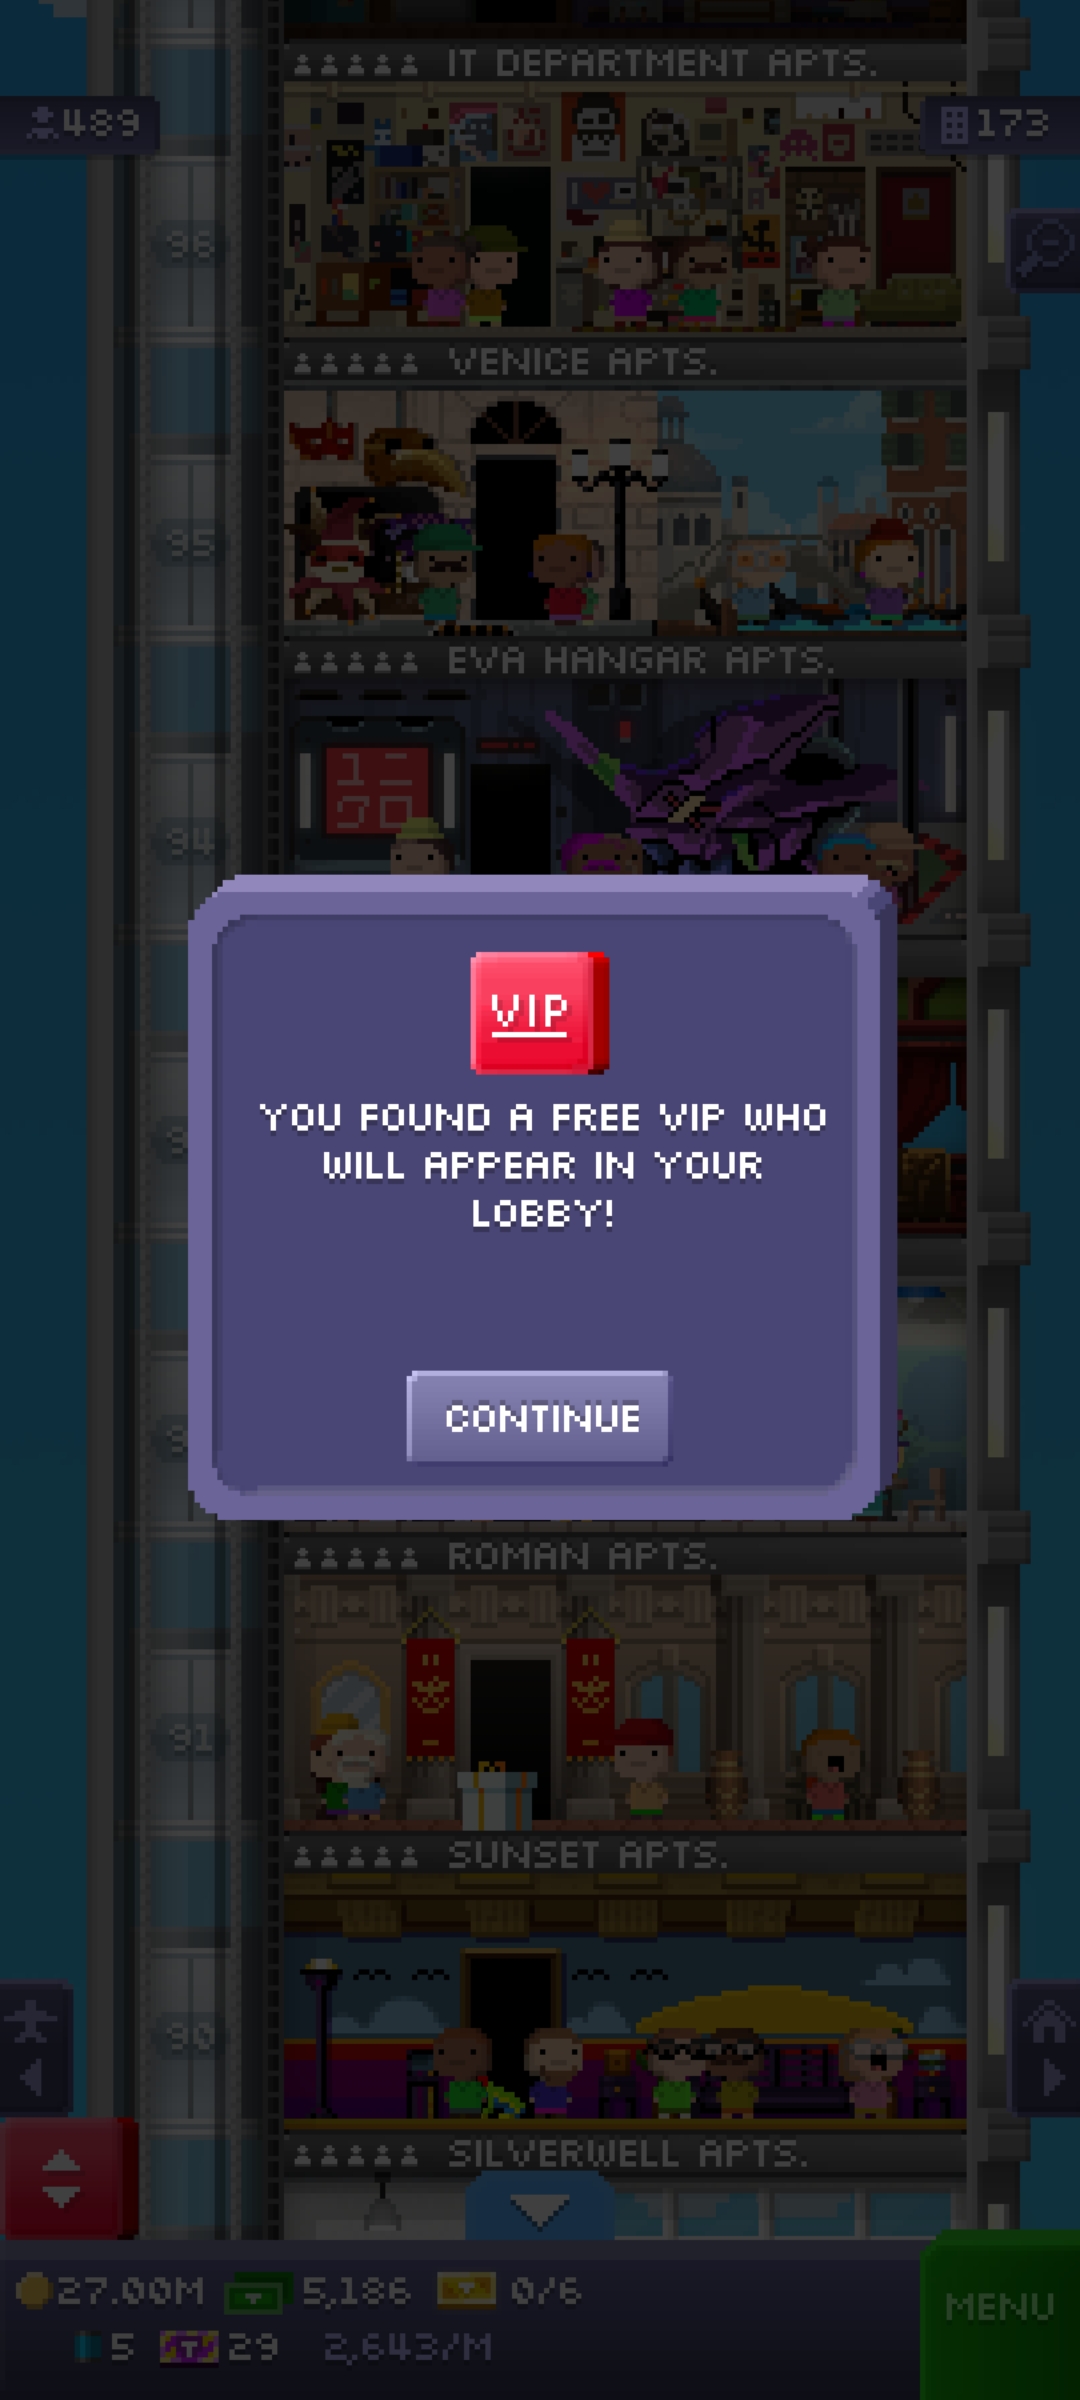 IT DEPARTMENT APTS.
489
173
96
VENICE APTS.
95
EVA HANGAR APTS.
94
VIP
YOU FOUND A FREE VIP WHO
WILL APPEAR IN YOUR
LOBBY!
CONTINUE
ROMAN APTS.
91
SUNSET APTS.
90
SILVERWELL APTS.
27.00M 5,186 0/6
MENU
5 29 2,643/M